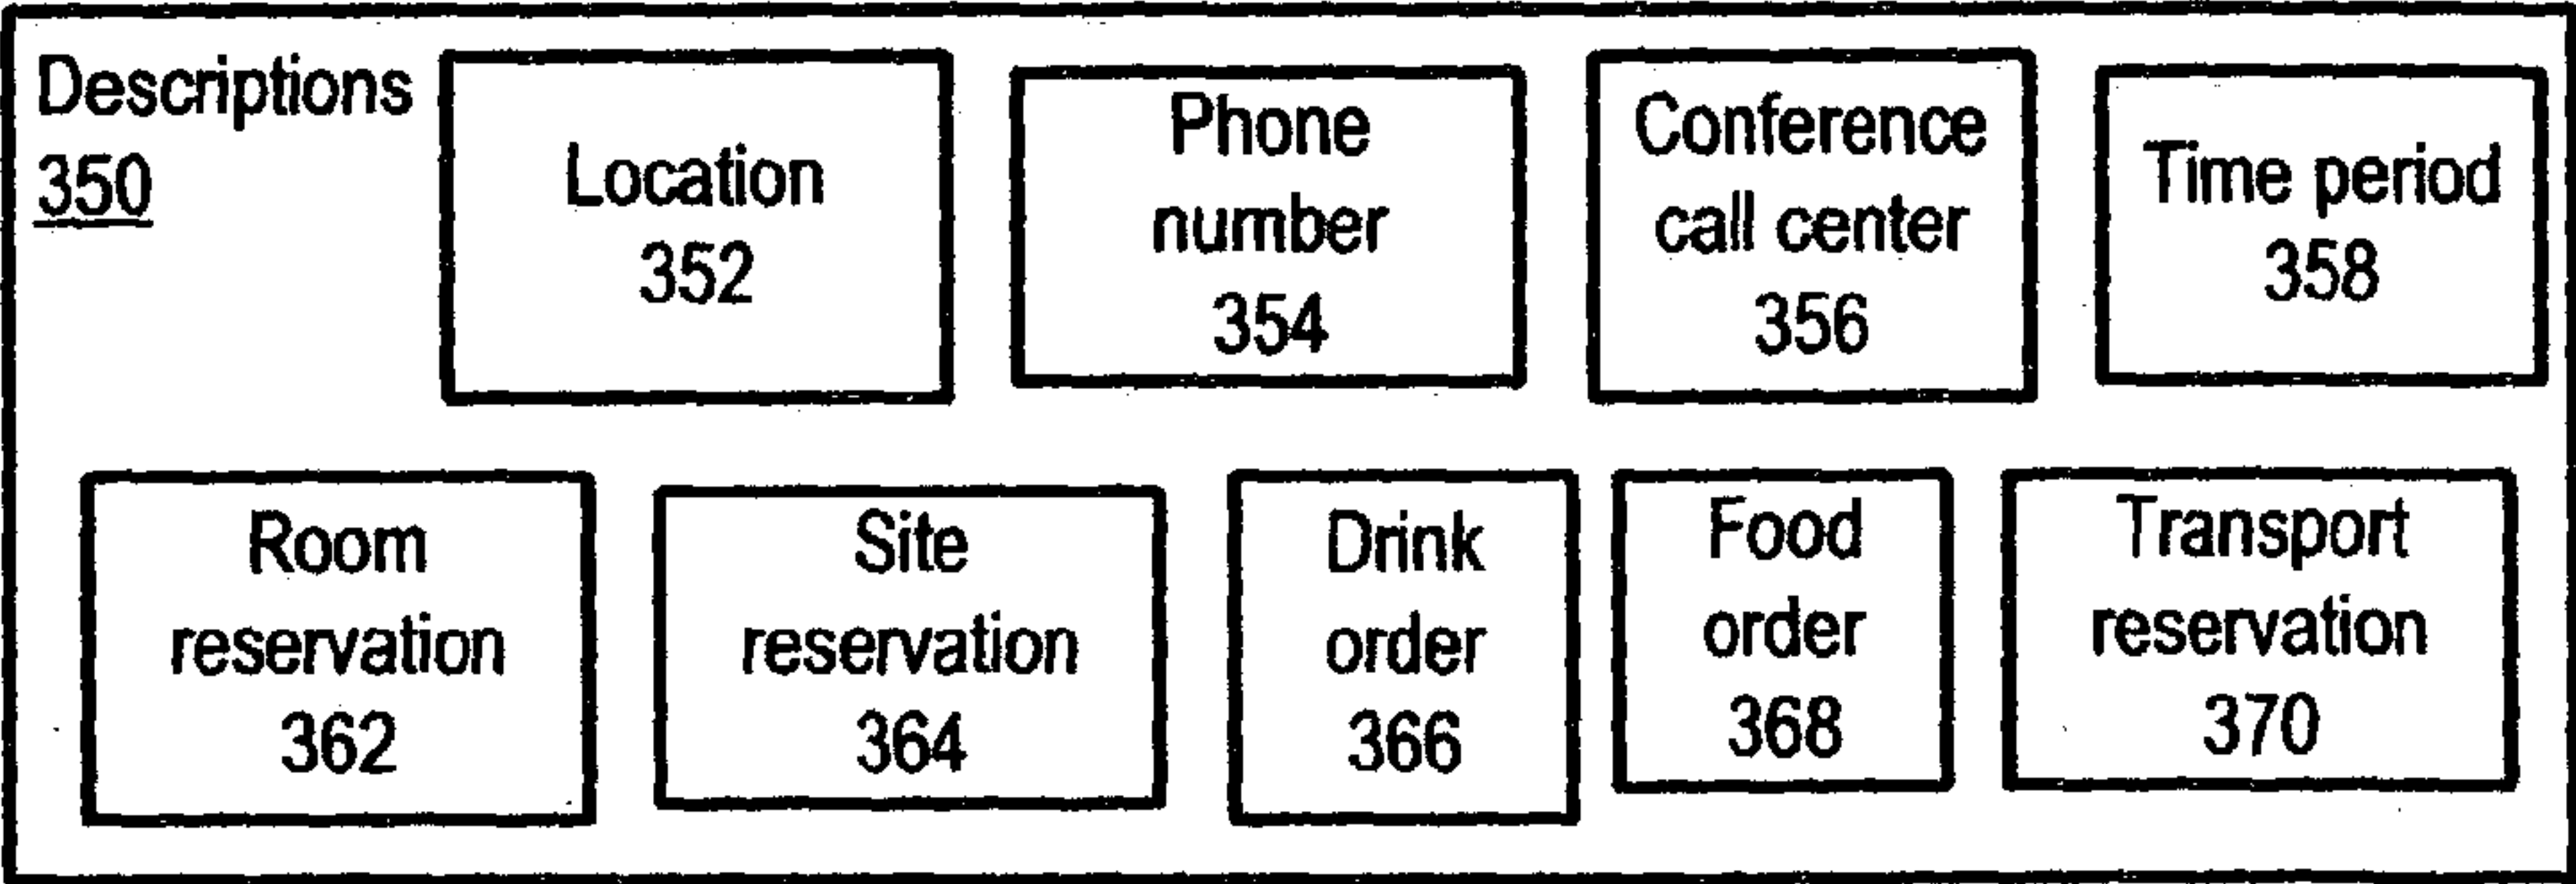 Descriptions
350
Location
352
Phone
number
354
Conference
call center
356
Time period
358
Room
reservation
362
Site
reservation
364
Drink
order
366
Food
order
368
Transport
reservation
370